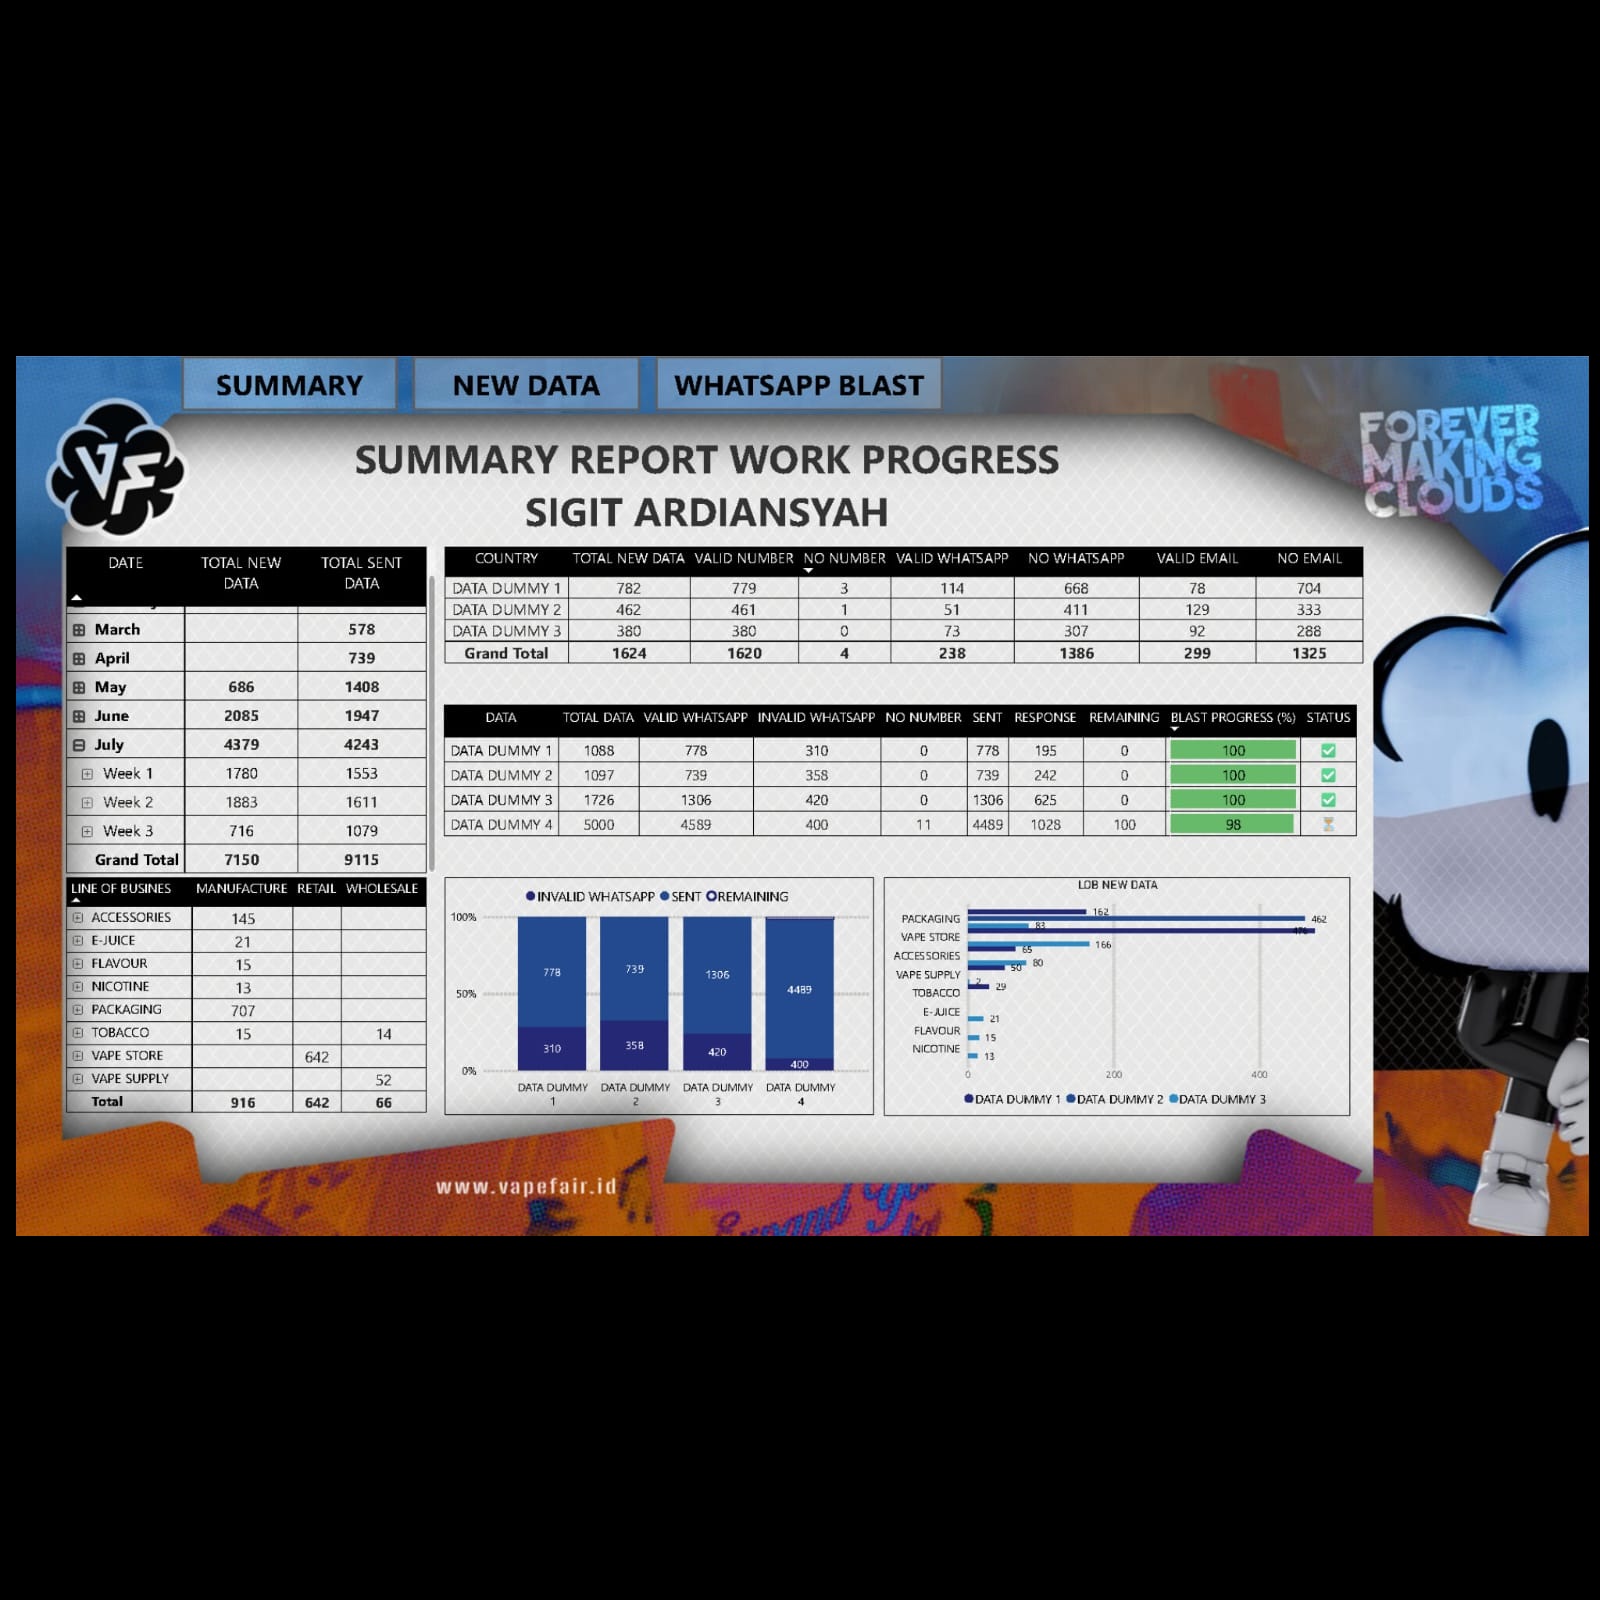 SUMMARY NEW DATA WHATSAPP BLAST
VF
FOREVER
MAKING
CLOUDS
SUMMARY REPORT WORK PROGRESS
SIGIT ARDIANSYAH
DATE TOTAL NEW DATA TOTAL SENT DATA
March 578
April 739
May 686 1408
June 2085 1947
July 4379 4243
Week 1 1780 1553
Week 2 1883 1611
Week 3 716 1079
Grand Total 7150 9115
COUNTRY TOTAL NEW DATA VALID NUMBER NO NUMBER VALID WHATSAPP NO WHATSAPP VALID EMAIL NO EMAIL
DATA DUMMY 1 782 779 3 114 668 78 704
DATA DUMMY 2 462 461 1 51 411 129 333
DATA DUMMY 3 380 380 0 73 307 92 288
Grand Total 1624 1620 4 238 1386 299 1325
DATA TOTAL DATA VALID WHATSAPP INVALID WHATSAPP NO NUMBER SENT RESPONSE REMAINING BLAST PROGRESS (%) STATUS
DATA DUMMY 1 1088 778 310 0 778 195 0 100
DATA DUMMY 2 1097 739 358 0 739 242 0 100
DATA DUMMY 3 1726 1306 420 0 1306 625 0 100
DATA DUMMY 4 5000 4589 400 11 4489 1028 100 98
LINE OF BUSINES MANUFACTURE RETAIL WHOLESALE
ACCESSORIES 145
E-JUICE 21
FLAVOUR 15
NICOTINE 13
PACKAGING 707
TOBACCO 15 14
VAPE STORE 642
VAPE SUPPLY 52
Total 916 642 66
INVALID WHATSAPP SENT REMAINING
100%
778 739 1306 4489
50%
310 358 420 400
0%
DATA DUMMY 1 DATA DUMMY 2 DATA DUMMY 3 DATA DUMMY 4
LOB NEW DATA
162
PACKAGING 462
83
476
VAPE STORE
166
65
ACCESSORIES 80
50
VAPE SUPPLY 2
29
TOBACCO
E-JUICE 21
FLAVOUR 15
NICOTINE 13
0 200 400
DATA DUMMY 1 DATA DUMMY 2 DATA DUMMY 3
www.vapefair.id